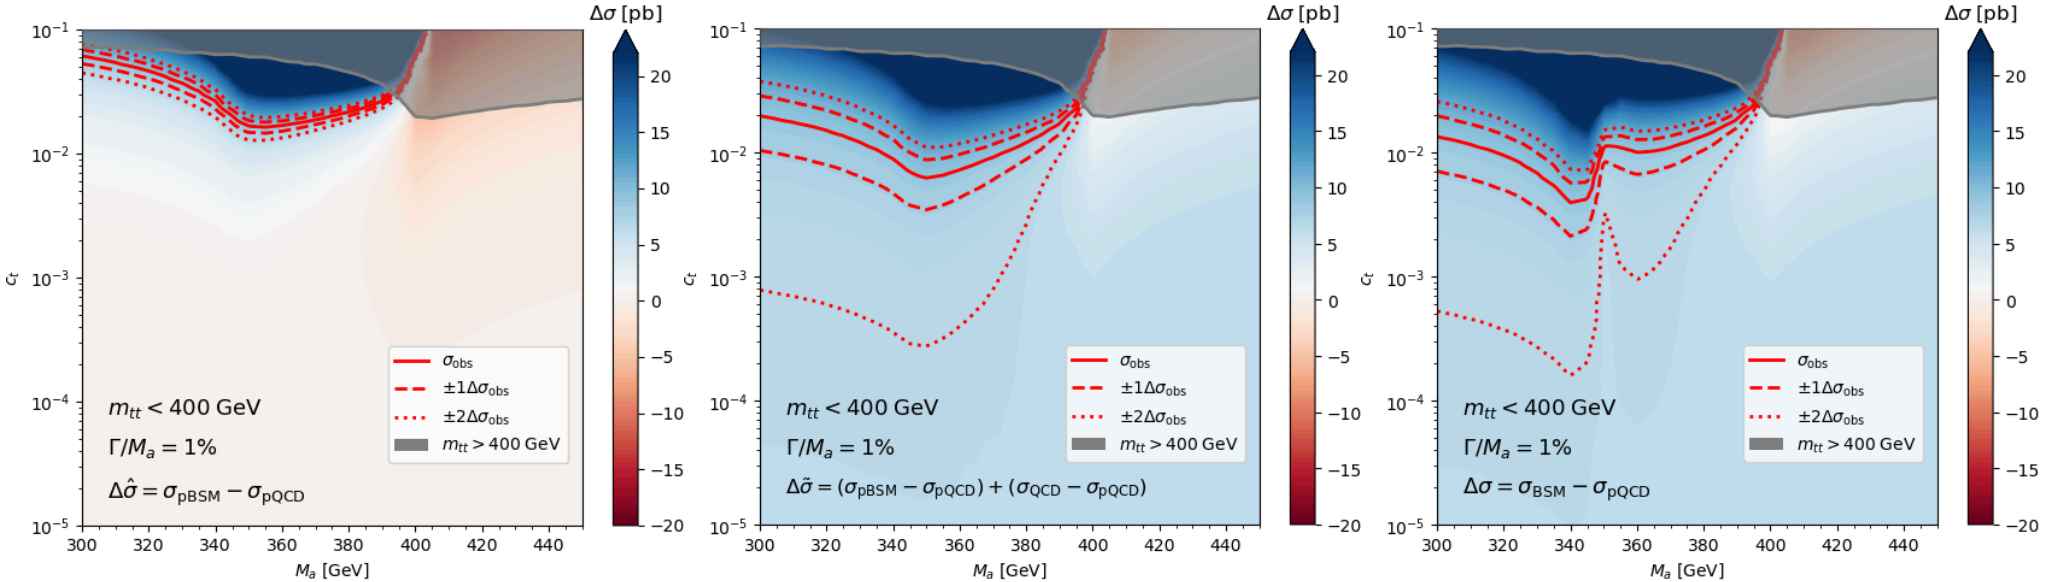 Δσ [pb]
10⁻¹
10⁻²
10⁻³
10⁻⁴
10⁻⁵
c_t
σ_obs
±1Δσ_obs
±2Δσ_obs
m_tt > 400 GeV
m_tt < 400 GeV
Γ/M_a = 1%
Δσ̂ = σ_pBSM − σ_pQCD
300 320 340 360 380 400 420 440
M_a [GeV]
20
15
10
5
0
−5
−10
−15
−20
Δσ [pb]
10⁻¹
10⁻²
10⁻³
10⁻⁴
10⁻⁵
c_t
σ_obs
±1Δσ_obs
±2Δσ_obs
m_tt > 400 GeV
m_tt < 400 GeV
Γ/M_a = 1%
Δσ̃ = (σ_pBSM − σ_pQCD) + (σ_QCD − σ_pQCD)
300 320 340 360 380 400 420 440
M_a [GeV]
20
15
10
5
0
−5
−10
−15
−20
Δσ [pb]
10⁻¹
10⁻²
10⁻³
10⁻⁴
10⁻⁵
c_t
σ_obs
±1Δσ_obs
±2Δσ_obs
m_tt > 400 GeV
m_tt < 400 GeV
Γ/M_a = 1%
Δσ = σ_BSM − σ_pQCD
300 320 340 360 380 400 420 440
M_a [GeV]
20
15
10
5
0
−5
−10
−15
−20